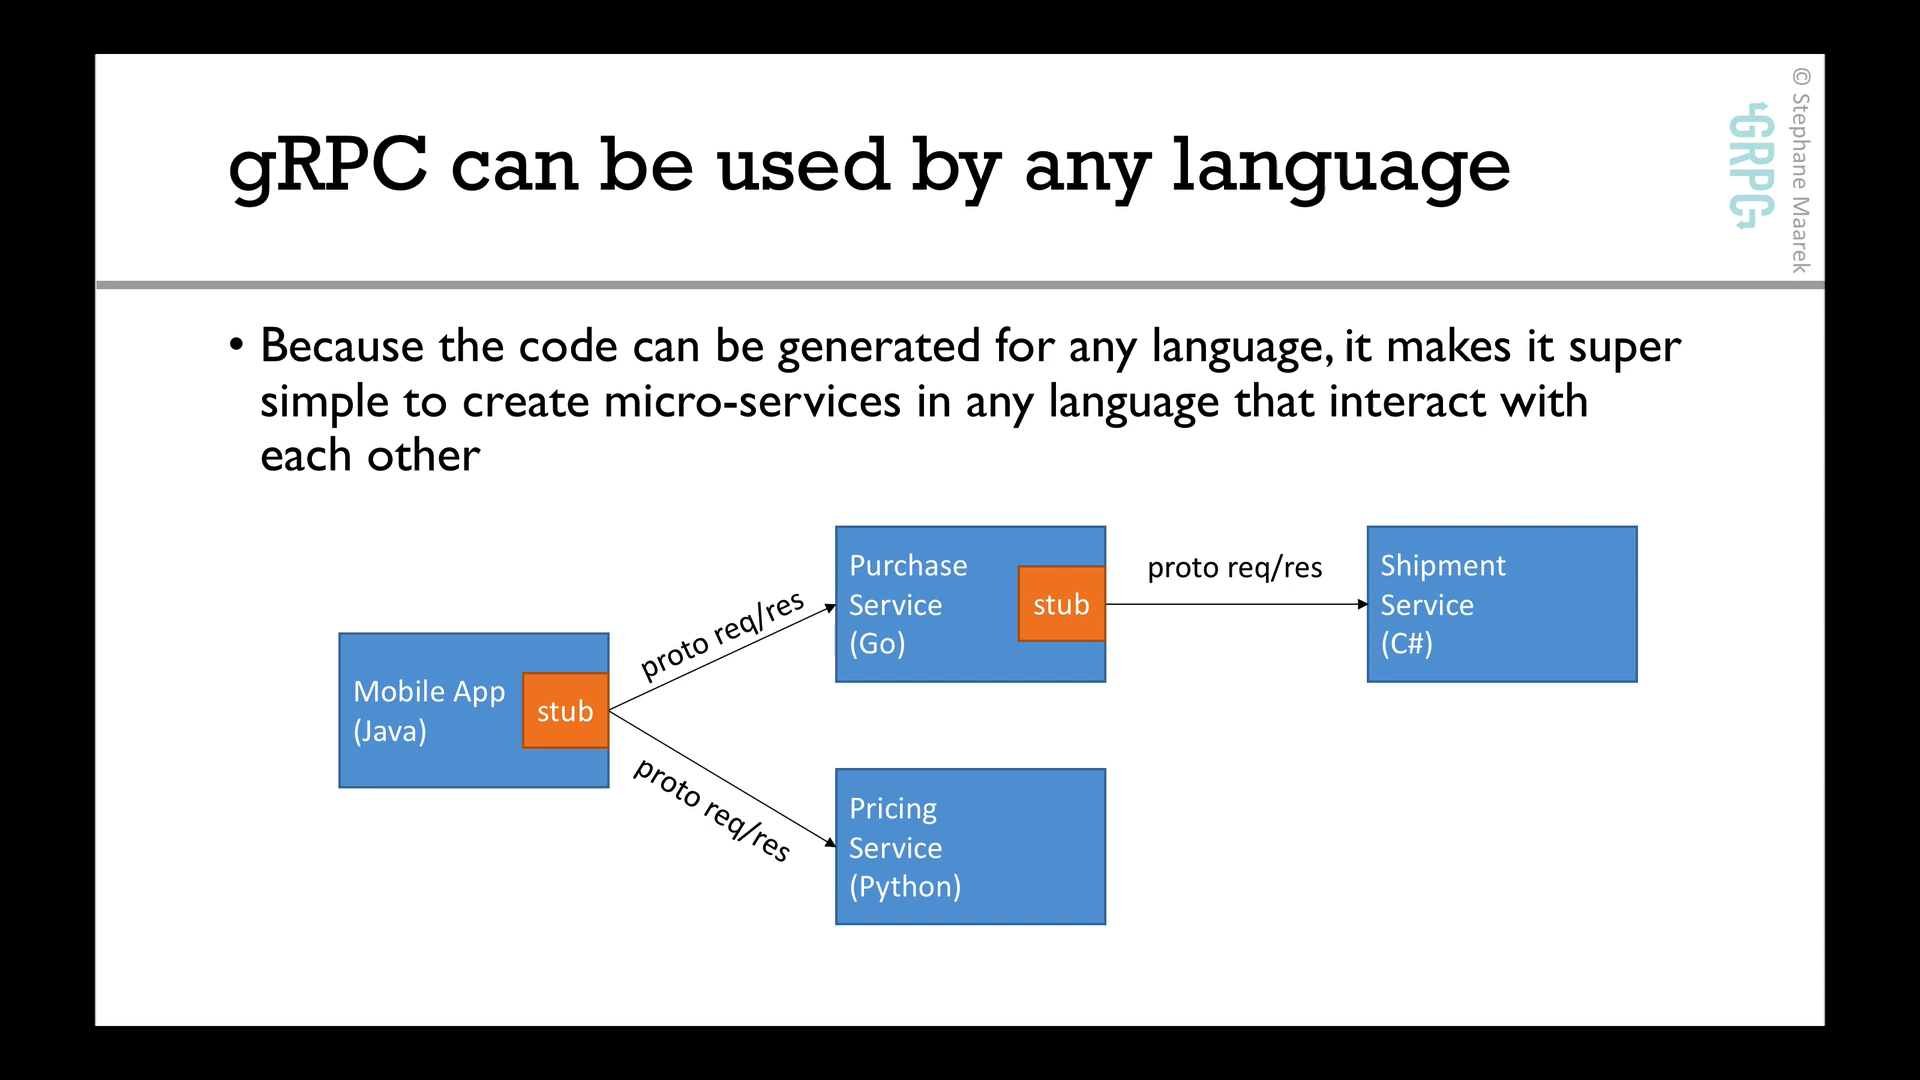 gRPC can be used by any language
GRPC
© Stephane Maarek
• Because the code can be generated for any language, it makes it super
simple to create micro-services in any language that interact with
each other
Mobile App
(Java)
stub
proto req/res
proto req/res
Purchase
Service
(Go)
stub
proto req/res
Shipment
Service
(C#)
Pricing
Service
(Python)